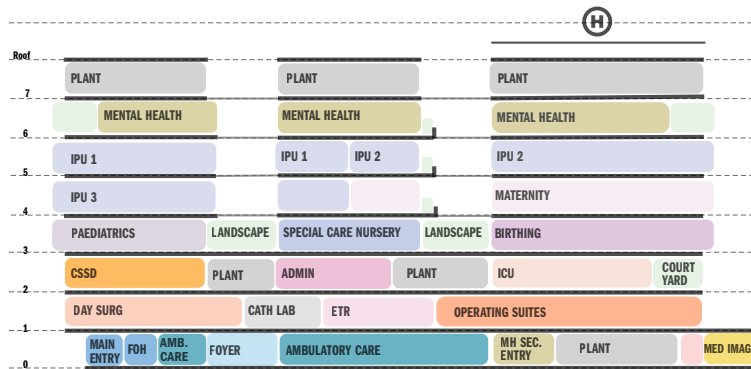 H
Roof
PLANT PLANT PLANT
7
MENTAL HEALTH MENTAL HEALTH MENTAL HEALTH
6
IPU 1 IPU 1 IPU 2 IPU 2
5
IPU 3 MATERNITY
4
PAEDIATRICS LANDSCAPE SPECIAL CARE NURSERY LANDSCAPE BIRTHING
3
CSSD PLANT ADMIN PLANT ICU COURT
YARD
2
DAY SURG CATH LAB ETR OPERATING SUITES
1
MAIN
ENTRY FOH AMB.
CARE FOYER AMBULATORY CARE MH SEC.
ENTRY PLANT MED IMAG
0